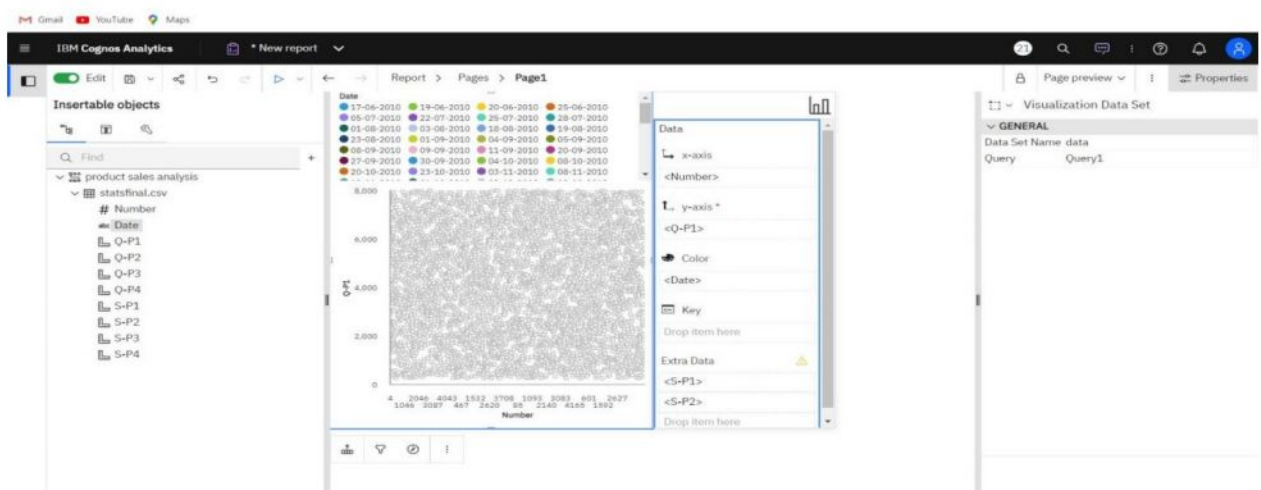 Gmail YouTube Maps
IBM Cognos Analytics * New report 21
Edit Report > Pages > Page1 Page preview Properties
Insertable objects
Find
product sales analysis
statsfinal.csv
# Number
abc Date
Q-P1
Q-P2
Q-P3
Q-P4
S-P1
S-P2
S-P3
S-P4
Date
17-06-2010 19-06-2010 20-06-2010 25-06-2010
05-07-2010 22-07-2010 25-07-2010 28-07-2010
01-08-2010 03-08-2010 18-08-2010 19-08-2010
23-08-2010 01-09-2010 04-09-2010 05-09-2010
08-09-2010 09-09-2010 11-09-2010 20-09-2010
27-09-2010 30-09-2010 04-10-2010 08-10-2010
20-10-2010 23-10-2010 03-11-2010 08-11-2010
8,000
6,000
4,000
2,000
0
Q-P1
4 2046 4043 1532 3708 1093 3083 601 2627
1046 3087 467 2620 85 2140 4165 1592
Number
Data
x-axis
<Number>
y-axis *
<Q-P1>
Color
<Date>
Key
Drop item here
Extra Data
<S-P1>
<S-P2>
Drop item here
Visualization Data Set
GENERAL
Data Set Name data
Query Query1